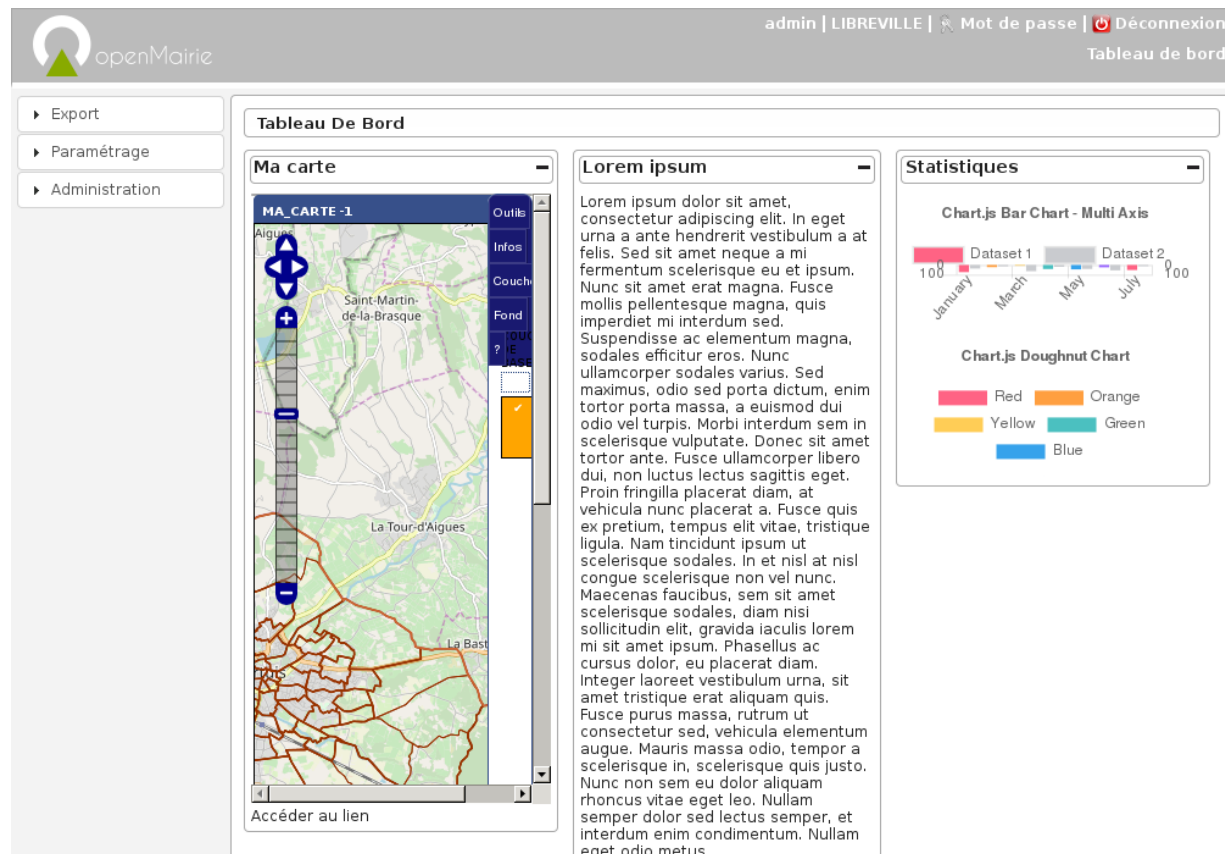 admin | LIBREVILLE | Mot de passe | Déconnexion
openMairie
Tableau de bord
Export
Paramétrage
Administration
Tableau De Bord
Ma carte
MA_CARTE -1
Outils
Infos
Fond
?
Saint-Martin-
de-la-Brasque
La Tour-d'Aigues
La Bast
Accéder au lien
Lorem ipsum
Lorem ipsum dolor sit amet,
consectetur adipiscing elit. In eget
urna a ante hendrerit vestibulum a at
felis. Sed sit amet neque a mi
fermentum scelerisque eu et ipsum.
Nunc sit amet erat magna. Fusce
mollis pellentesque magna, quis
imperdiet mi interdum sed.
Suspendisse ac elementum magna,
sodales efficitur eros. Nunc
ullamcorper sodales varius. Sed
maximus, odio sed porta dictum, enim
tortor porta massa, a euismod dui
odio vel turpis. Morbi interdum sem in
scelerisque vulputate. Donec sit amet
tortor ante. Fusce ullamcorper libero
dui, non luctus lectus sagittis eget.
Proin fringilla placerat diam, at
vehicula nunc placerat a. Fusce quis
ex pretium, tempus elit vitae, tristique
ligula. Nam tincidunt ipsum ut
scelerisque sodales. In et nisl at nisl
congue scelerisque non vel nunc.
Maecenas faucibus, sem sit amet
scelerisque sodales, diam nisi
sollicitudin elit, gravida iaculis lorem
mi sit amet ipsum. Phasellus ac
cursus dolor, eu placerat diam.
Integer laoreet vestibulum urna, sit
amet tristique erat aliquam quis.
Fusce purus massa, rutrum ut
consectetur sed, vehicula elementum
augue. Mauris massa odio, tempor a
scelerisque in, scelerisque quis justo.
Nunc non sem eu dolor aliquam
rhoncus vitae eget leo. Nullam
semper dolor sed lectus semper, et
interdum enim condimentum. Nullam
eget odio metus
Statistiques
Chart.js Bar Chart - Multi Axis
Dataset 1 Dataset 2
0 0
100 100
January March May July
Chart.js Doughnut Chart
Red Orange
Yellow Green
Blue